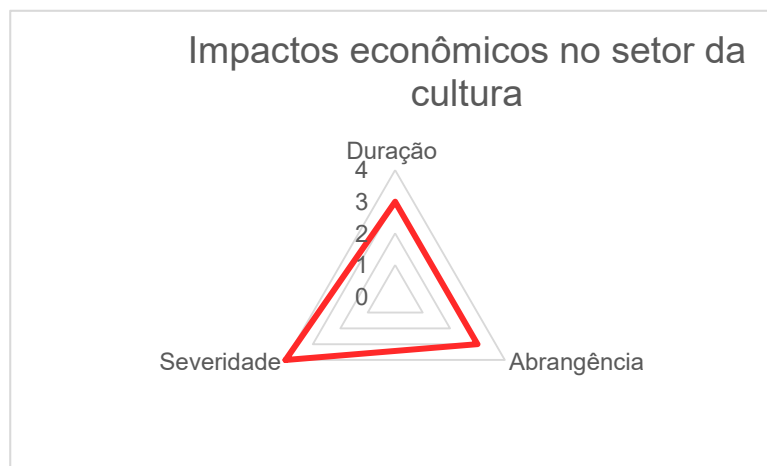 Impactos econômicos no setor da
cultura
Duração
4
3
2
1
0
Severidade
Abrangência